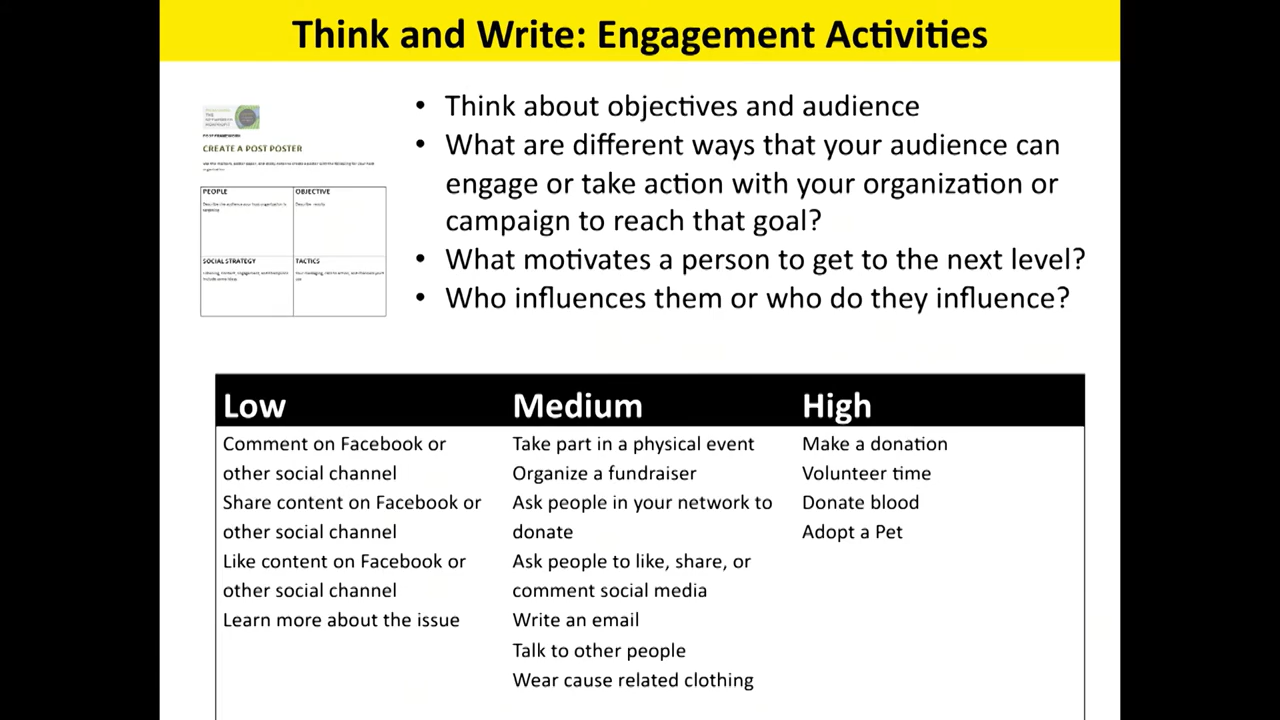 Think and Write: Engagement Activities
CREATE A POST POSTER
PEOPLE
OBJECTIVE
SOCIAL STRATEGY
TACTICS
• Think about objectives and audience
• What are different ways that your audience can
engage or take action with your organization or
campaign to reach that goal?
• What motivates a person to get to the next level?
• Who influences them or who do they influence?
Low
Comment on Facebook or
other social channel
Share content on Facebook or
other social channel
Like content on Facebook or
other social channel
Learn more about the issue
Medium
Take part in a physical event
Organize a fundraiser
Ask people in your network to
donate
Ask people to like, share, or
comment social media
Write an email
Talk to other people
Wear cause related clothing
High
Make a donation
Volunteer time
Donate blood
Adopt a Pet